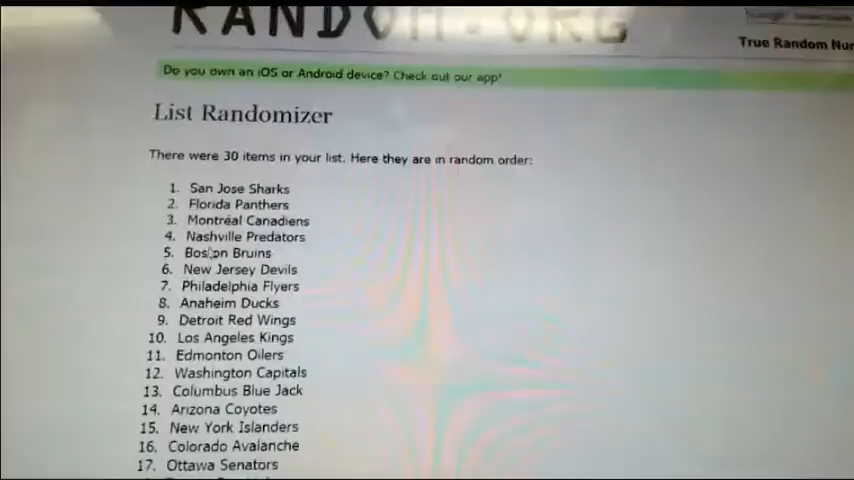 RANDOM.ORG
True Random Num
Do you own an iOS or Android device? Check out our app!
List Randomizer
There were 30 items in your list. Here they are in random order:
1. San Jose Sharks
2. Florida Panthers
3. Montréal Canadiens
4. Nashville Predators
5. Boston Bruins
6. New Jersey Devils
7. Philadelphia Flyers
8. Anaheim Ducks
9. Detroit Red Wings
10. Los Angeles Kings
11. Edmonton Oilers
12. Washington Capitals
13. Columbus Blue Jack
14. Arizona Coyotes
15. New York Islanders
16. Colorado Avalanche
17. Ottawa Senators